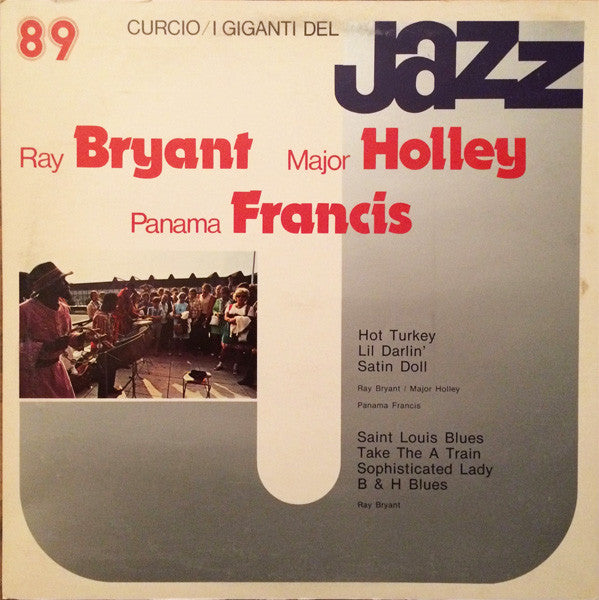 89
CURCIO/I GIGANTI DEL
Jazz
Ray Bryant Major Holley
Panama Francis
Hot Turkey
Lil Darlin'
Satin Doll
Ray Bryant / Major Holley
Panama Francis
Saint Louis Blues
Take The A Train
Sophisticated Lady
B & H Blues
Ray Bryant